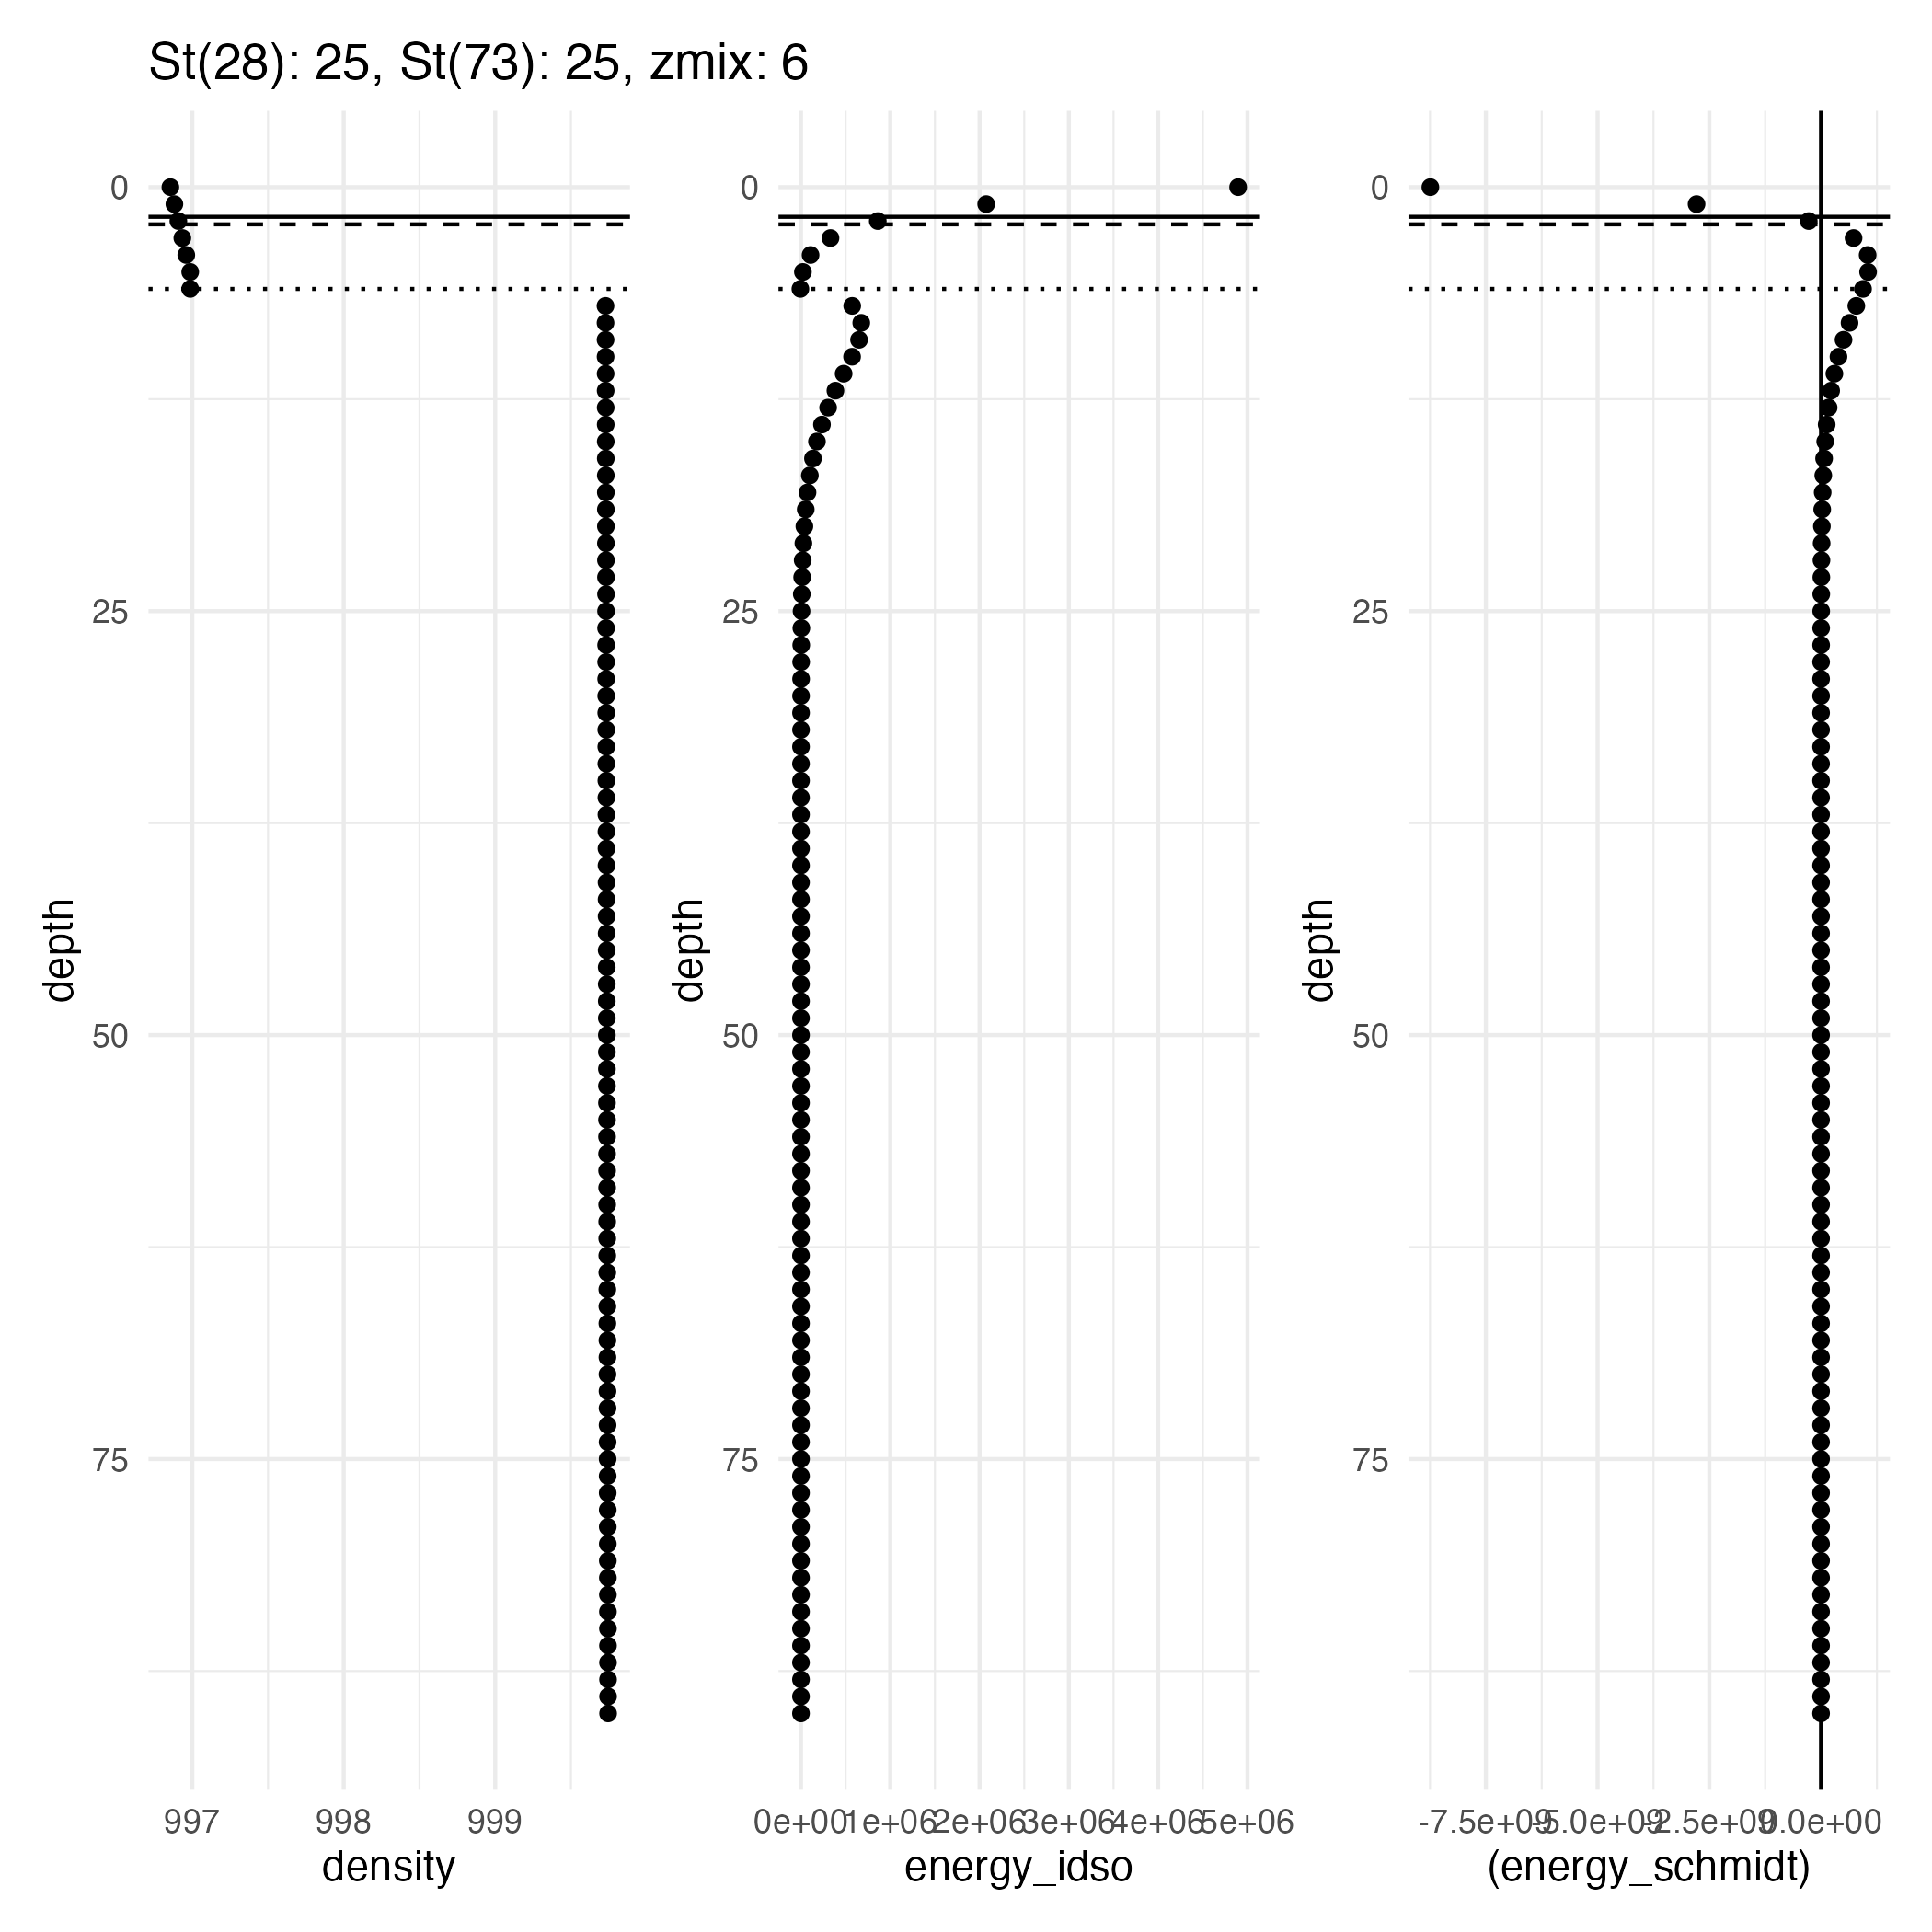 St(28): 25, St(73): 25, zmix: 6
0
25
50
75
depth
997 998 999
density
0
25
50
75
depth
0e+00 1e+06 2e+06 3e+06 4e+06 5e+06
energy_idso
0
25
50
75
depth
-7.5e+09 -5.0e+09 -2.5e+09 0.0e+00
(energy_schmidt)